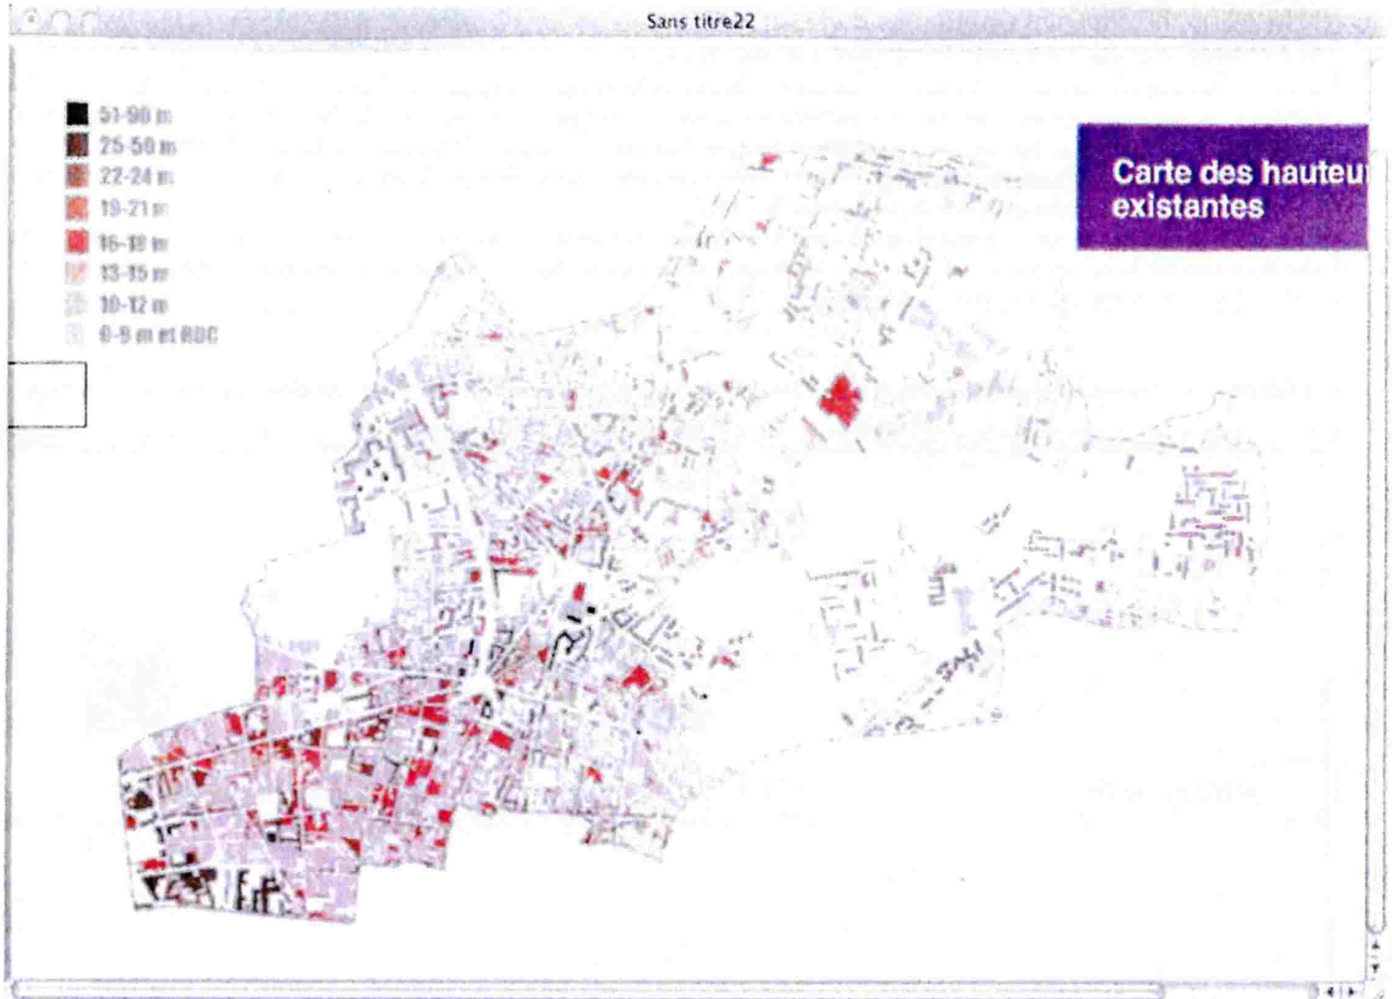 Sans titre22
51-90 m
25-50 m
22-24 m
19-21 m
16-18 m
13-15 m
10-12 m
0-9 m et RDC
Carte des hauteu
existantes